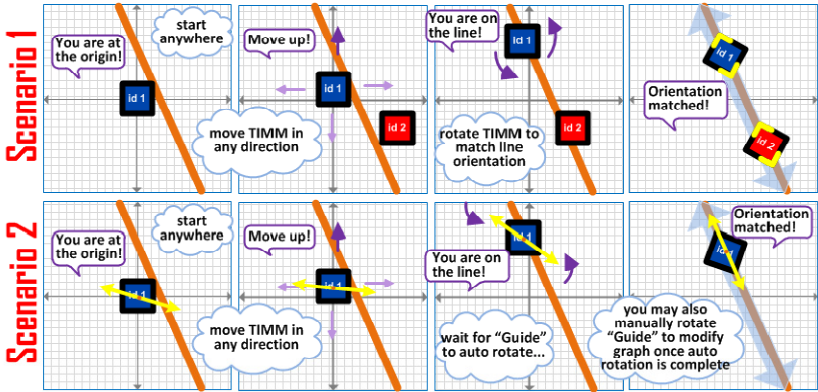 Scenario 1
You are at
the origin!
start
anywhere
id 1
Move up!
id 1
id 2
move TIMM in
any direction
You are on
the line!
id 1
id 2
rotate TIMM to
match line
orientation
id 1
id 2
Orientation
matched!
Scenario 2
You are at
the origin!
start
anywhere
id 1
Move up!
id 1
move TIMM in
any direction
id 1
You are on
the line!
wait for “Guide”
to auto rotate...
Orientation
matched!
id 1
you may also
manually rotate
“Guide” to modify
graph once auto
rotation is complete